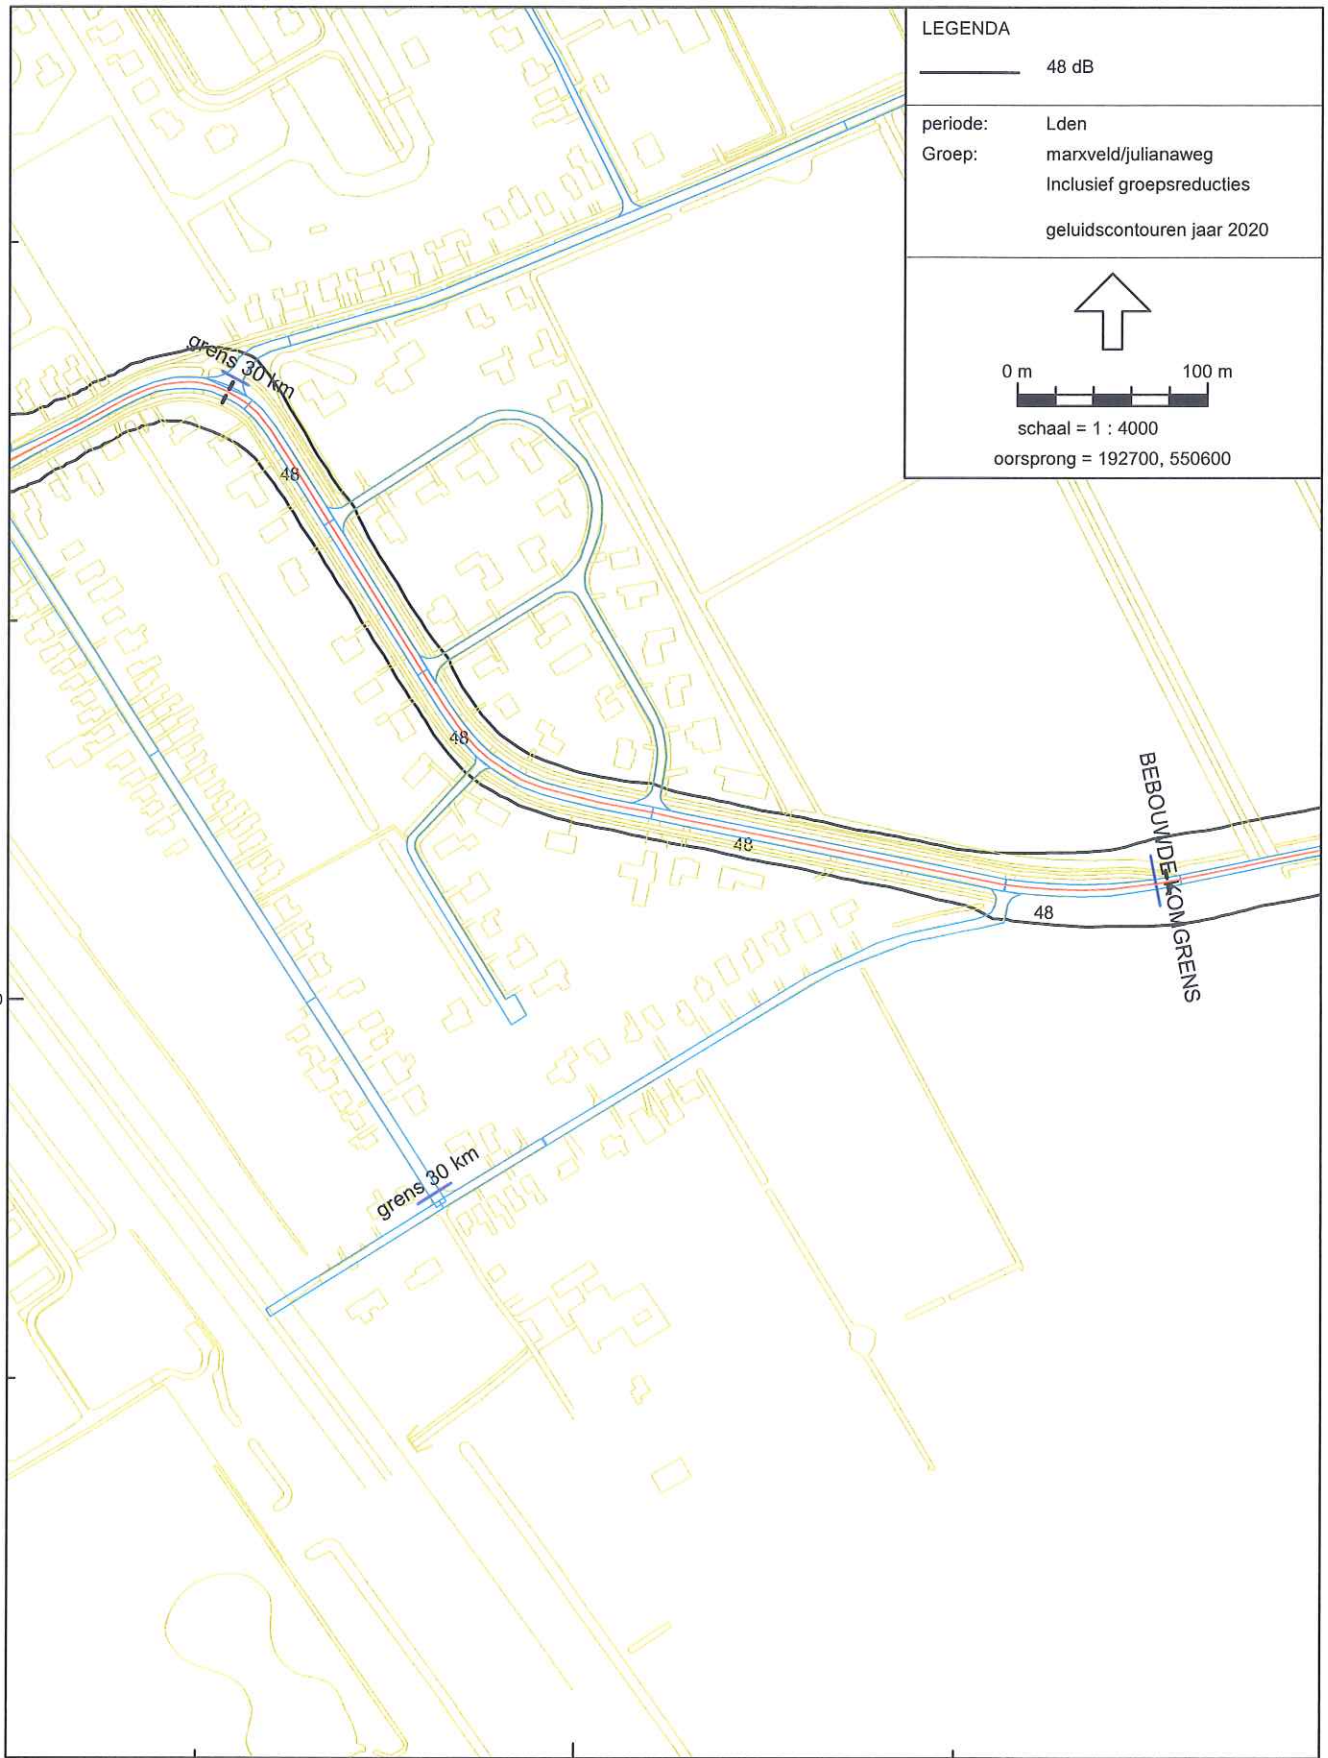 LEGENDA
48 dB
periode: Lden
Groep: marxveld/julianaweg
Inclusief groepsreducties
geluidscontouren jaar 2020
0 m 100 m
schaal = 1 : 4000
oorsprong = 192700, 550600
grens 30 km
48
48
48
BEBOUWDE KOMGRENS
48
grens 30 km